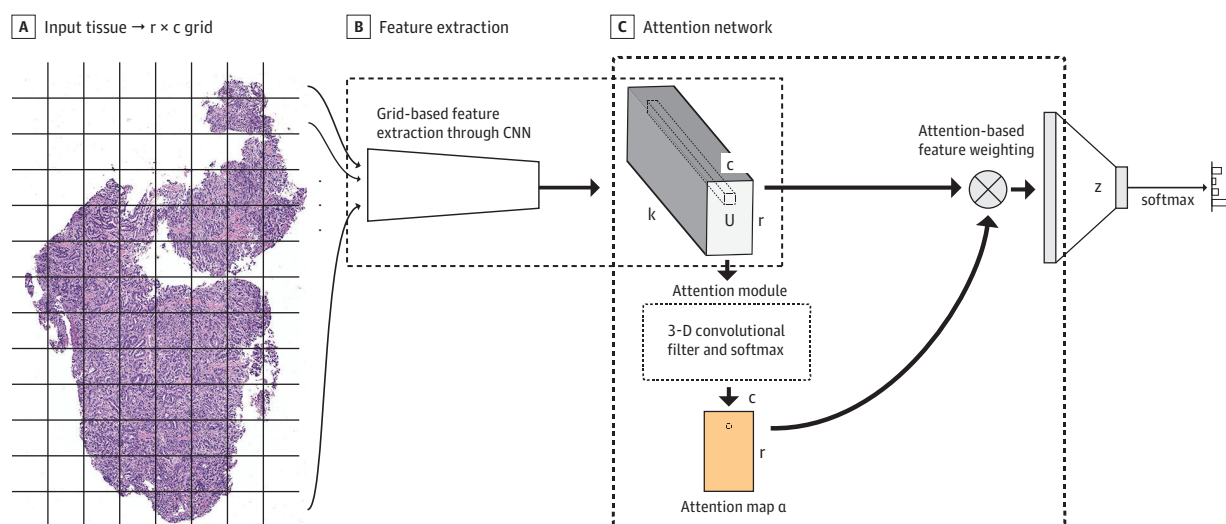 A Input tissue → r × c grid
B Feature extraction
C Attention network
Grid-based feature
extraction through CNN
c
k
U
r
Attention module
3-D convolutional
filter and softmax
c
r
Attention map α
Attention-based
feature weighting
z
softmax